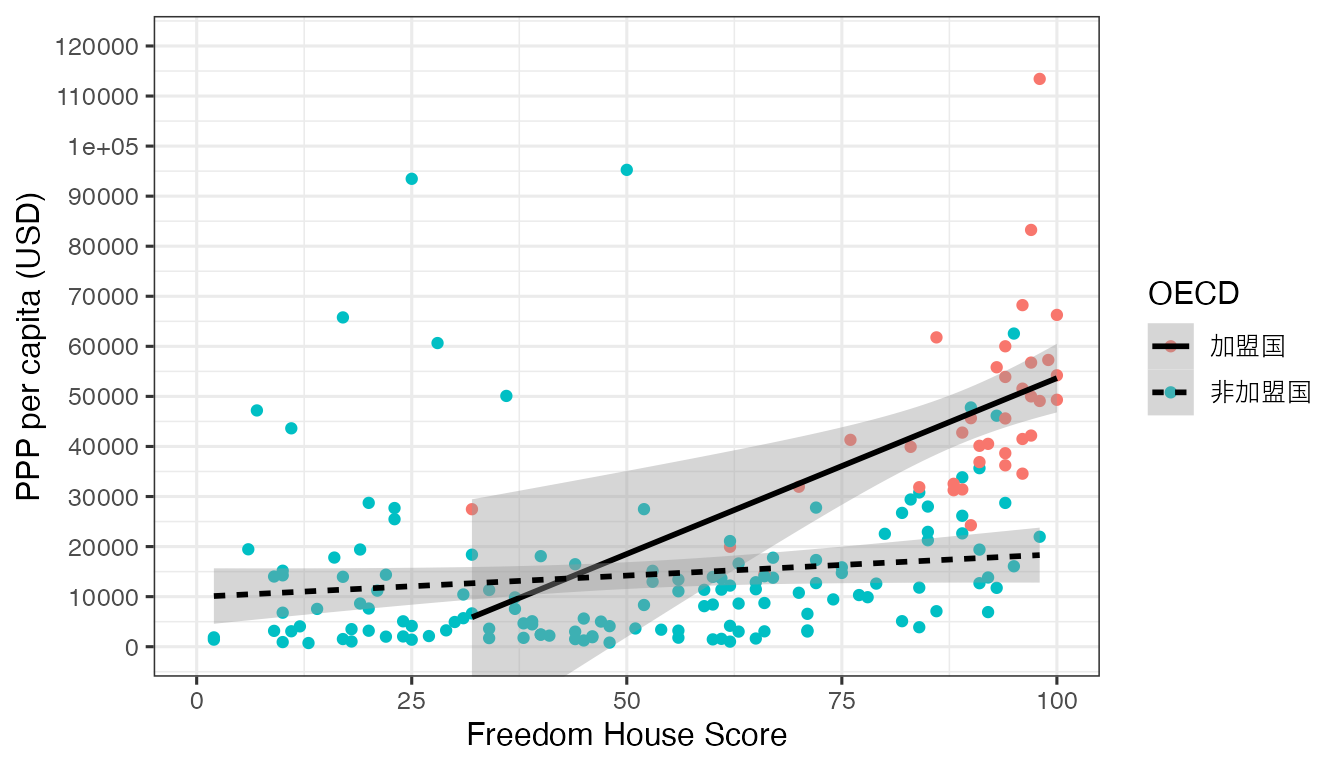 120000
110000
1e+05
90000
80000
70000
60000
50000
40000
30000
20000
10000
0
PPP per capita (USD)
0 25 50 75 100
Freedom House Score
OECD
加盟国
非加盟国